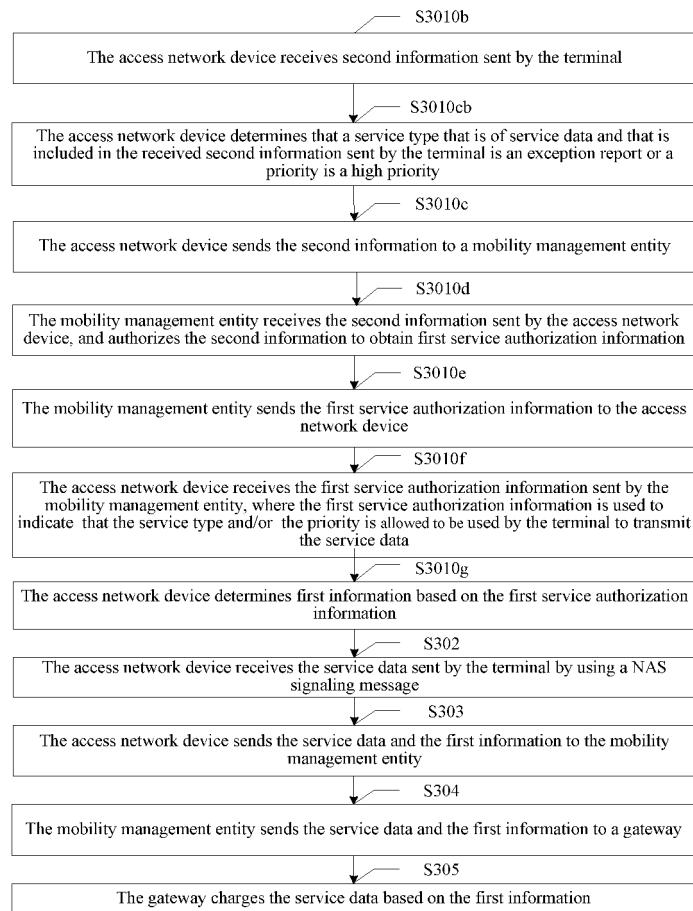 S3010b
The access network device receives second information sent by the terminal
S3010cb
The access network device determines that a service type that is of service data and that is
included in the received second information sent by the terminal is an exception report or a
priority is a high priority
S3010c
The access network device sends the second information to a mobility management entity
S3010d
The mobility management entity receives the second information sent by the access network
device, and authorizes the second information to obtain first service authorization information
S3010e
The mobility management entity sends the first service authorization information to the access
network device
S3010f
The access network device receives the first service authorization information sent by the
mobility management entity, where the first service authorization information is used to
indicate that the service type and/or the priority is allowed to be used by the terminal to transmit
the service data
S3010g
The access network device determines first information based on the first service authorization
information
S302
The access network device receives the service data sent by the terminal by using a NAS
signaling message
S303
The access network device sends the service data and the first information to the mobility
management entity
S304
The mobility management entity sends the service data and the first information to a gateway
S305
The gateway charges the service data based on the first information